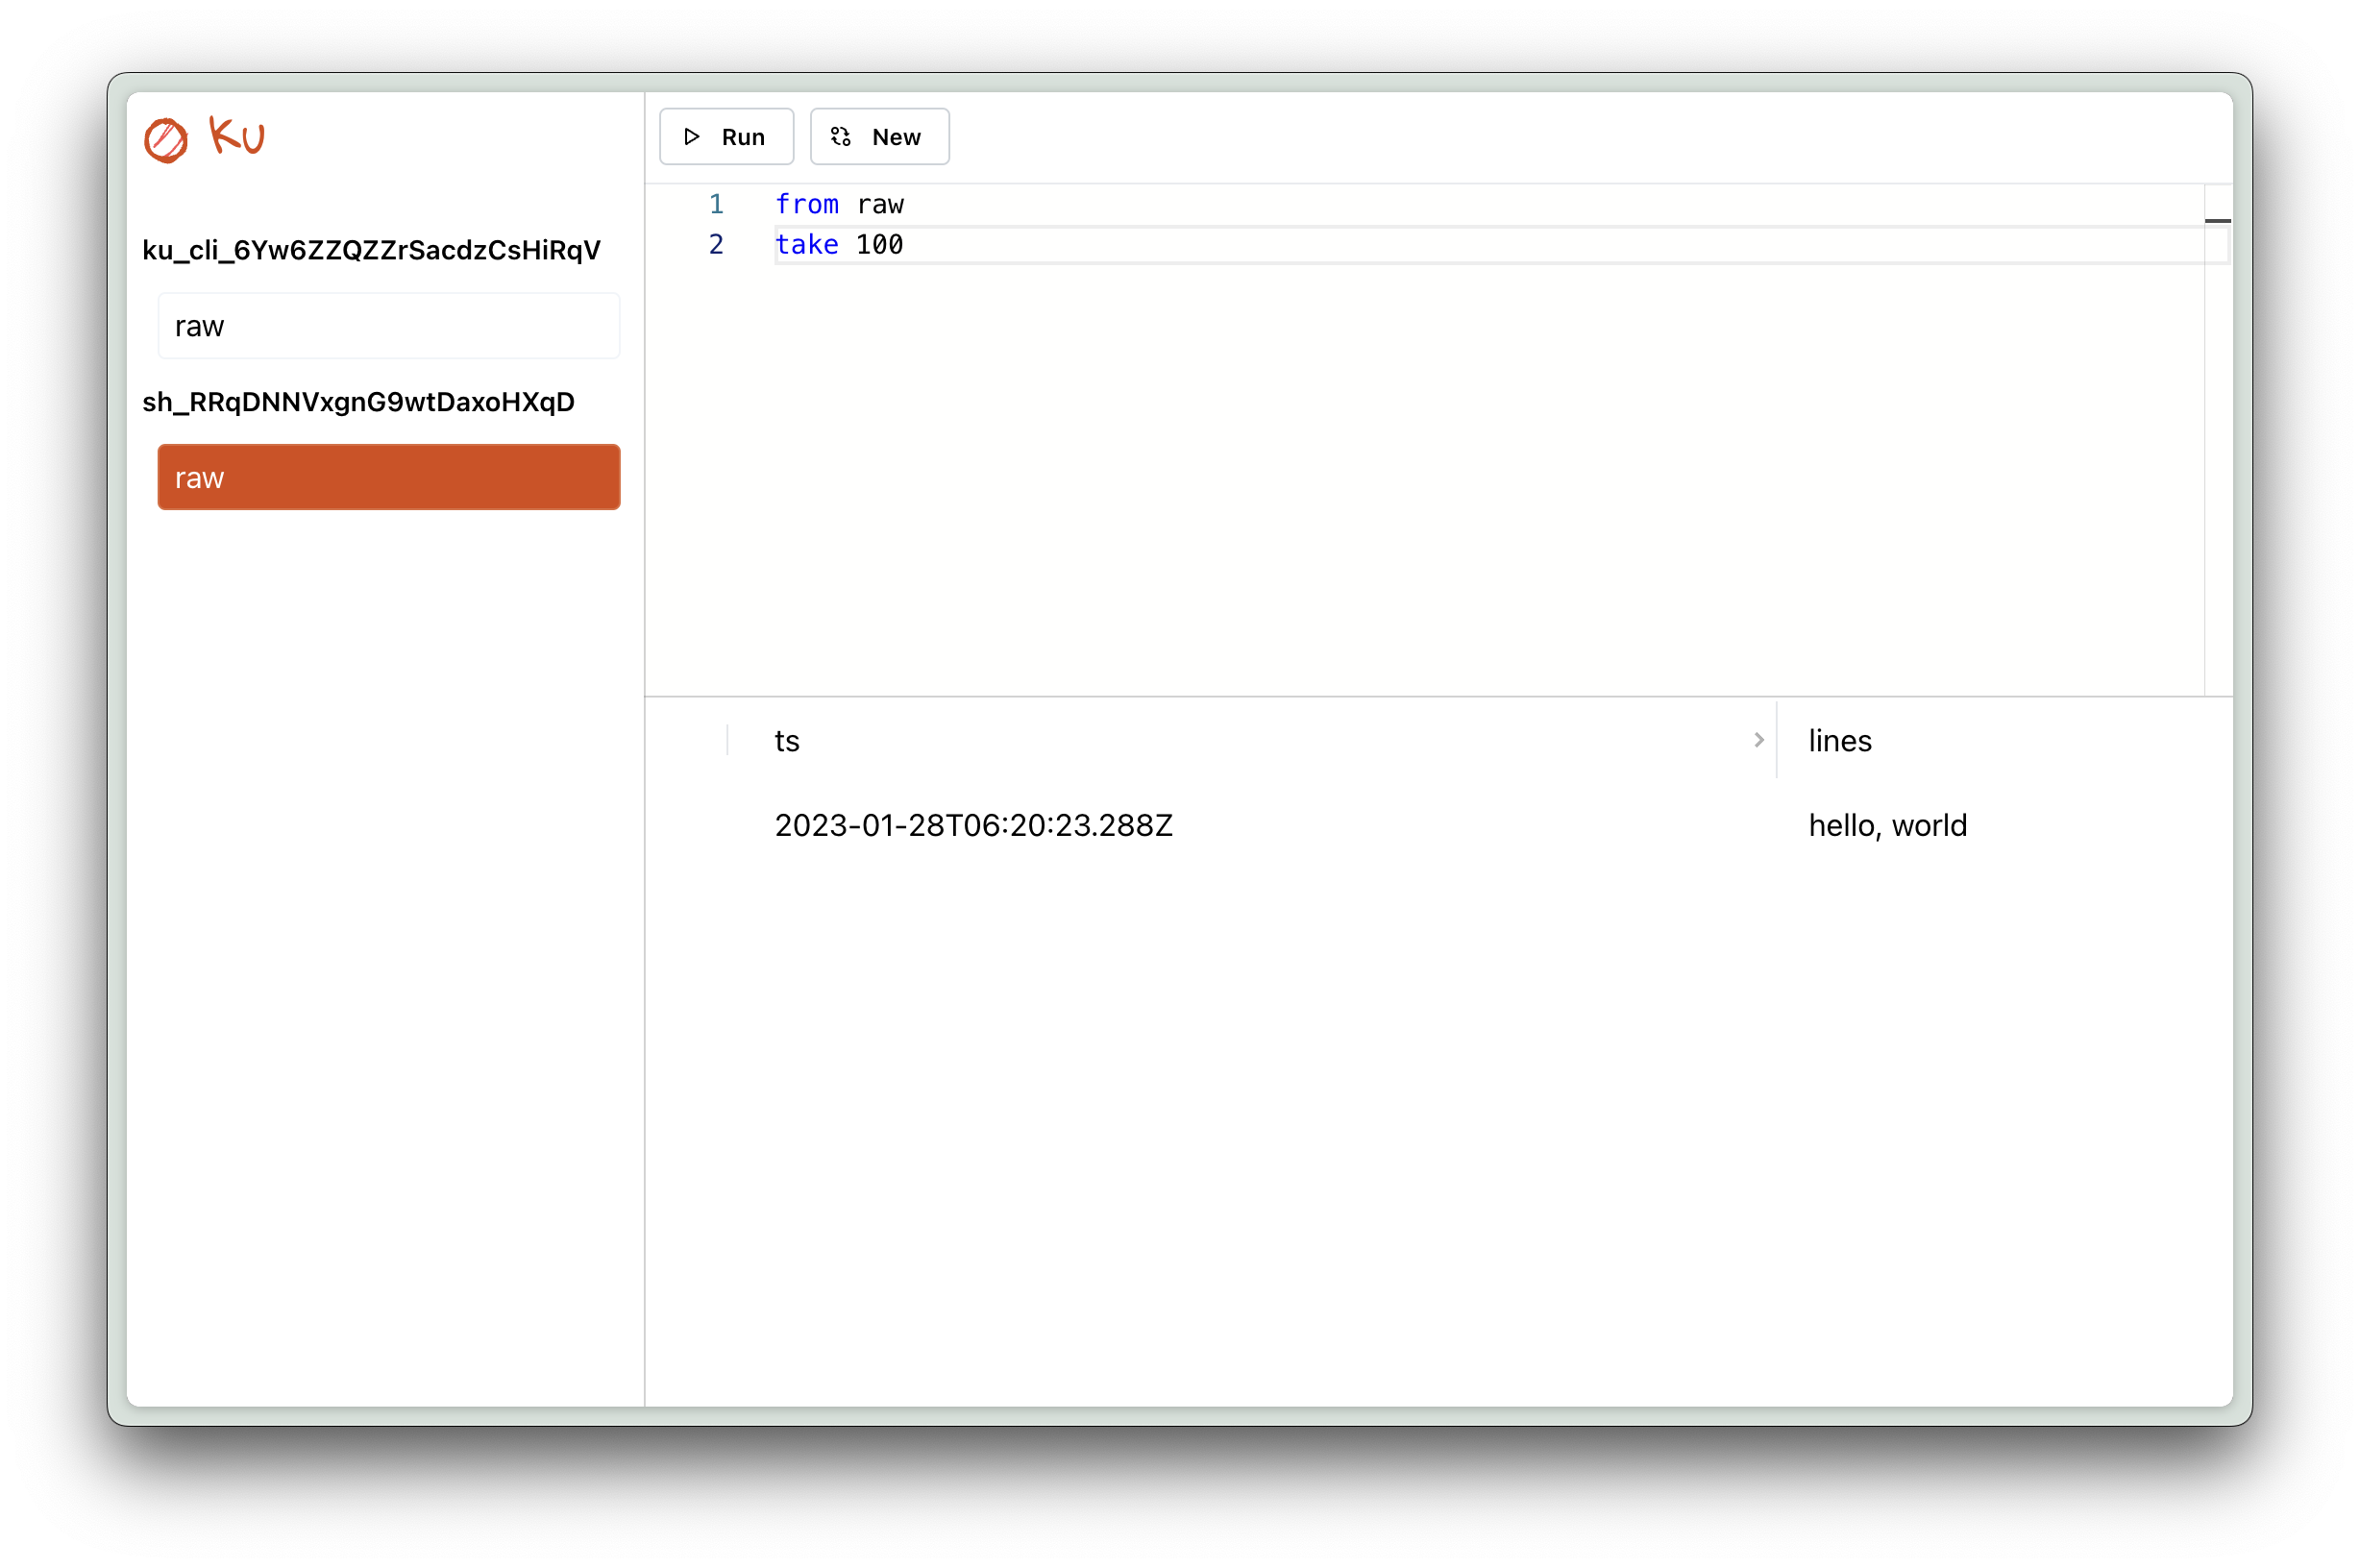 Ku
ku_cli_6Yw6ZZQZZrSacdzCsHiRqV
raw
sh_RRqDNNVxgnG9wtDaxoHXqD
raw
Run New
1 from raw
2 take 100
ts lines
2023-01-28T06:20:23.288Z hello, world